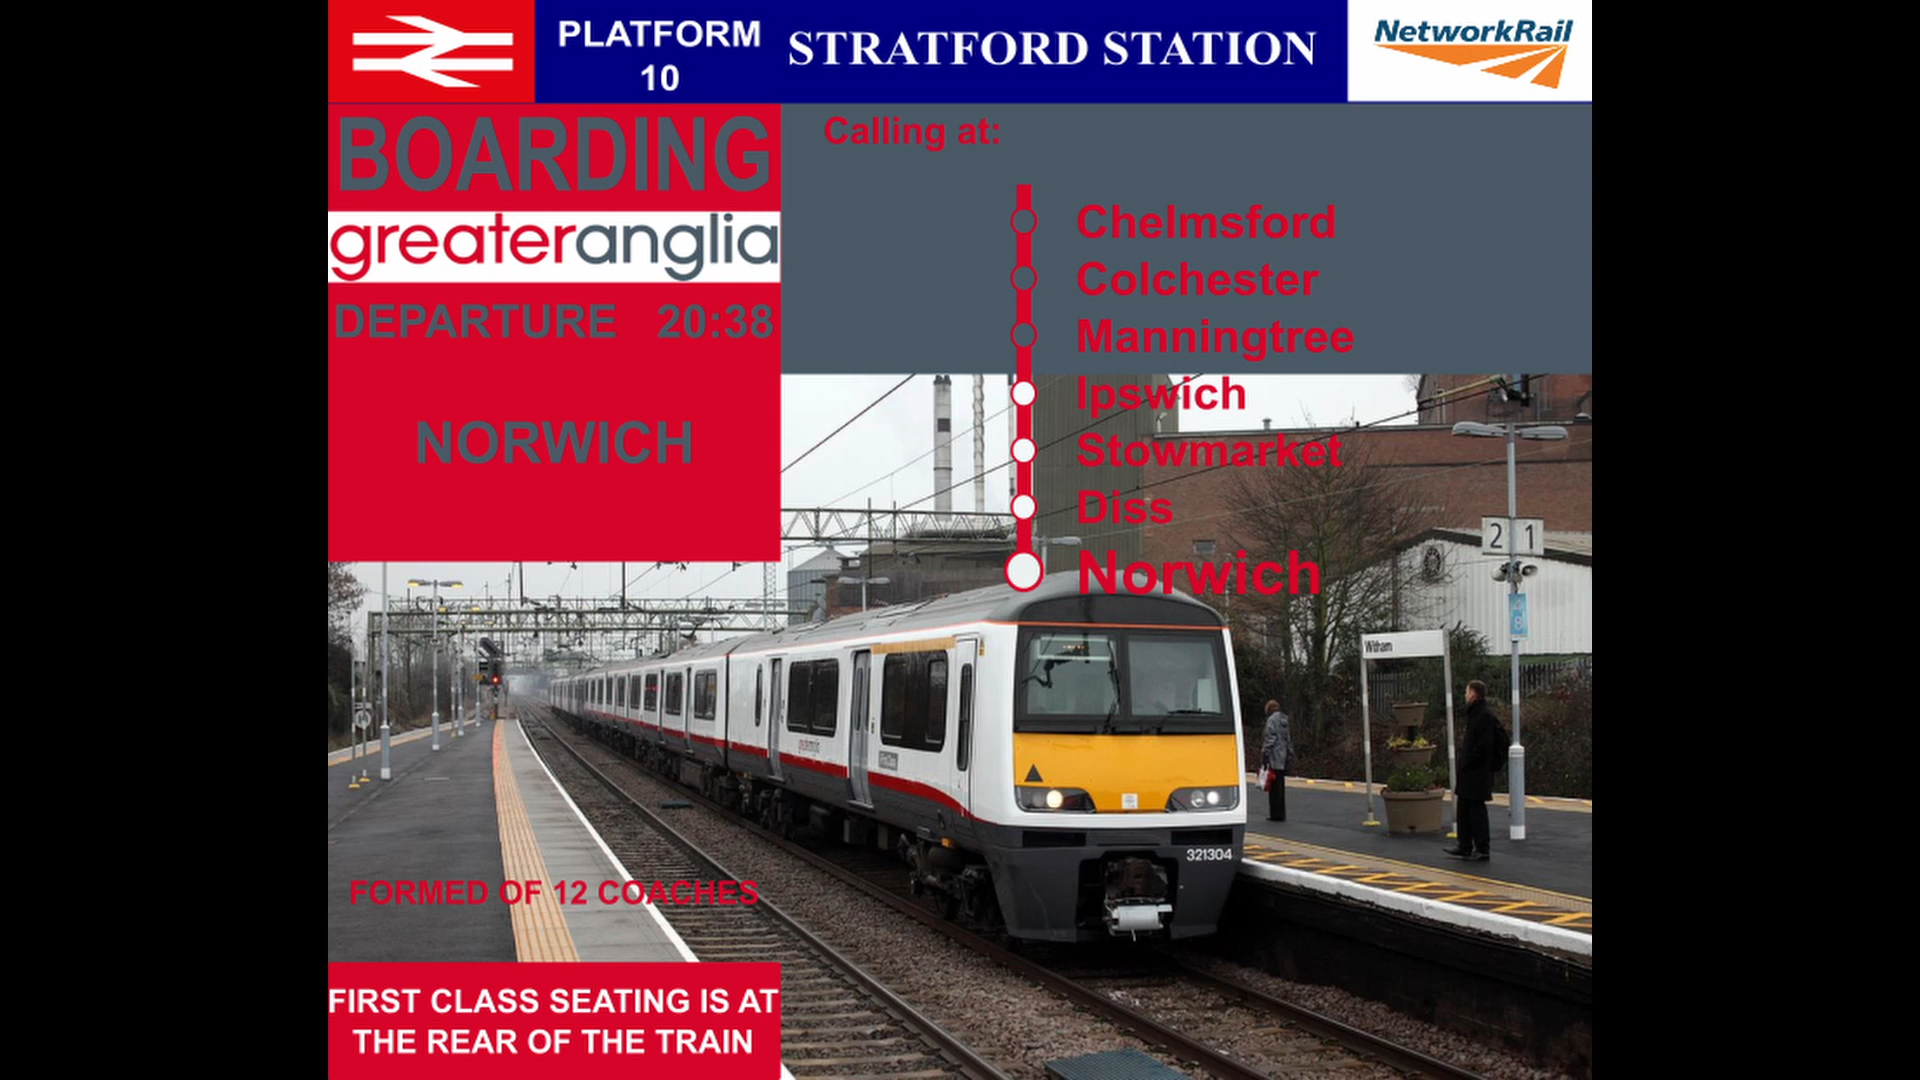 PLATFORM
10
STRATFORD STATION
NetworkRail
BOARDING
greateranglia
DEPARTURE 20:38
NORWICH
Calling at:
Chelmsford
Colchester
Manningtree
Ipswich
Stowmarket
Diss
Norwich
2 1
Witham
greateranglia
321304
FORMED OF 12 COACHES
FIRST CLASS SEATING IS AT
THE REAR OF THE TRAIN